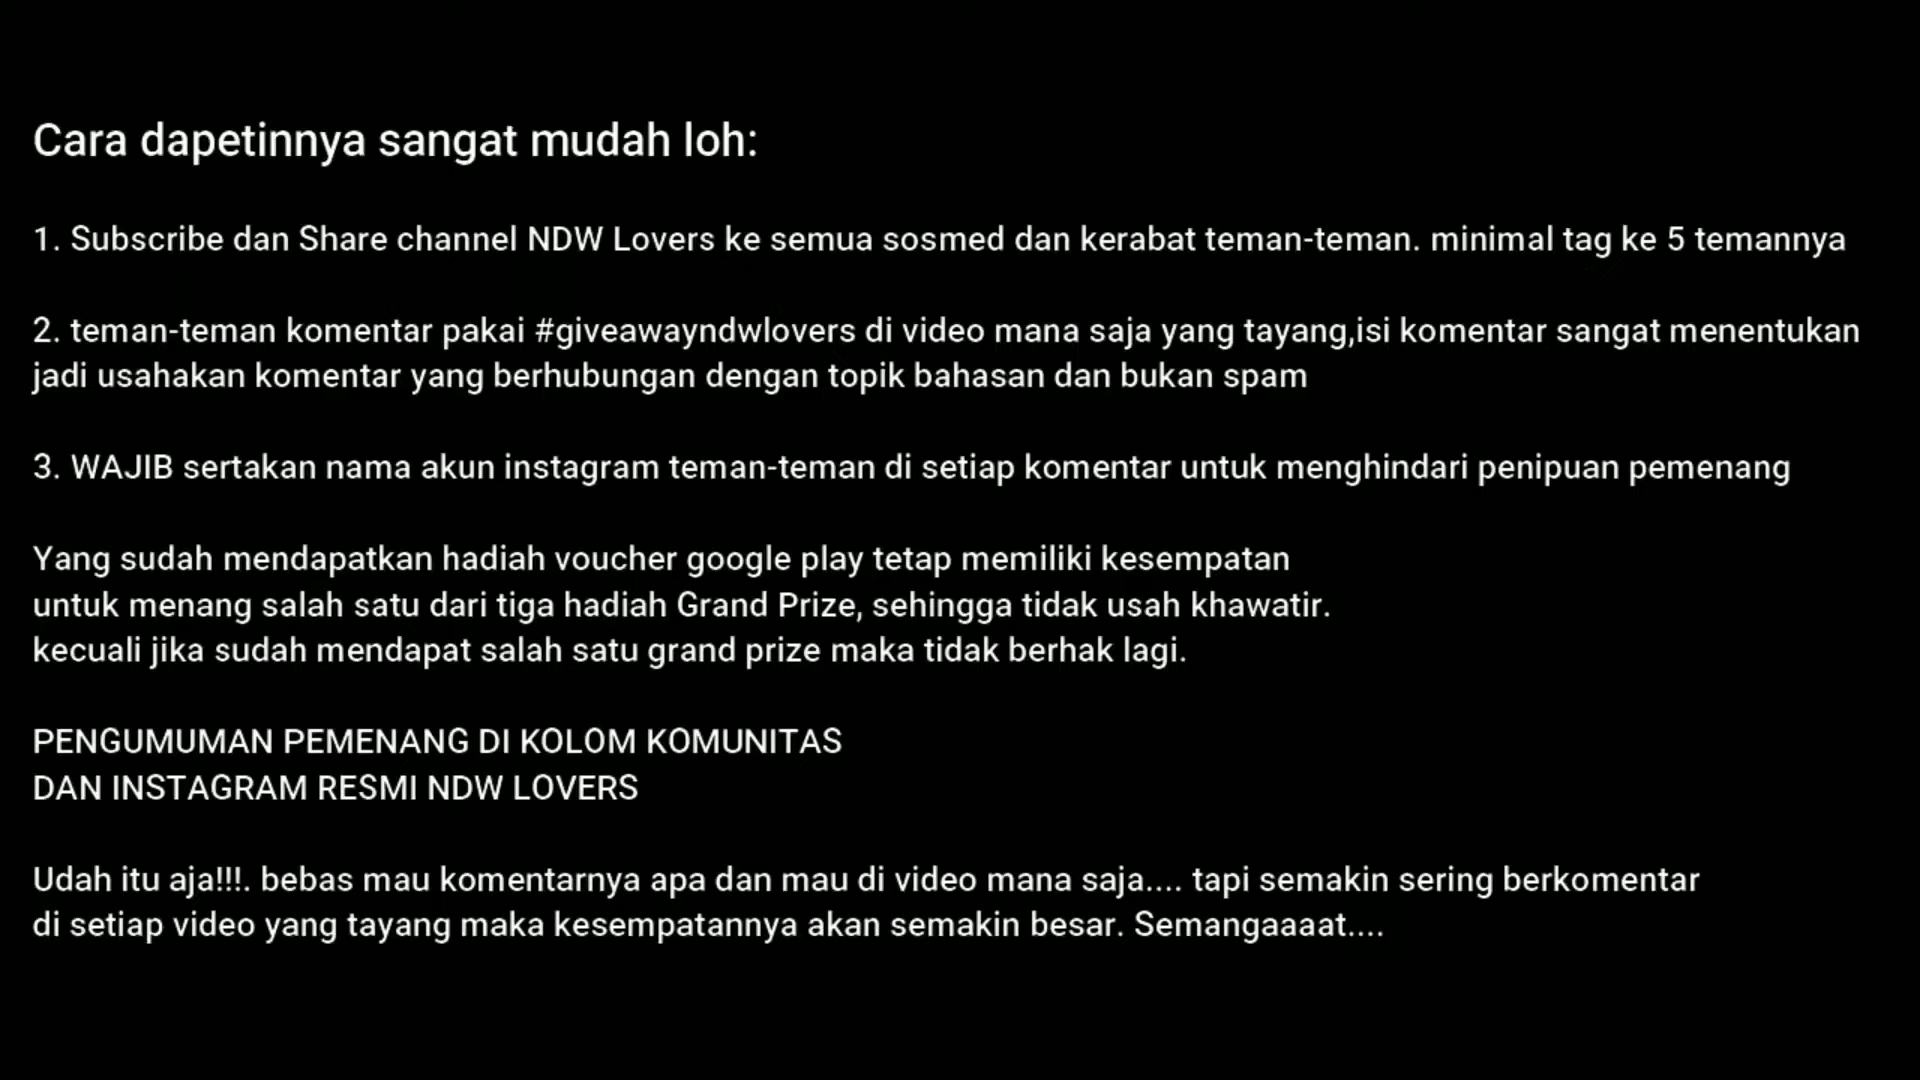 Cara dapetinnya sangat mudah loh:
1. Subscribe dan Share channel NDW Lovers ke semua sosmed dan kerabat teman-teman. minimal tag ke 5 temannya
2. teman-teman komentar pakai #giveawayndwlovers di video mana saja yang tayang,isi komentar sangat menentukan
jadi usahakan komentar yang berhubungan dengan topik bahasan dan bukan spam
3. WAJIB sertakan nama akun instagram teman-teman di setiap komentar untuk menghindari penipuan pemenang
Yang sudah mendapatkan hadiah voucher google play tetap memiliki kesempatan
untuk menang salah satu dari tiga hadiah Grand Prize, sehingga tidak usah khawatir.
kecuali jika sudah mendapat salah satu grand prize maka tidak berhak lagi.
PENGUMUMAN PEMENANG DI KOLOM KOMUNITAS
DAN INSTAGRAM RESMI NDW LOVERS
Udah itu aja!!!. bebas mau komentarnya apa dan mau di video mana saja.... tapi semakin sering berkomentar
di setiap video yang tayang maka kesempatannya akan semakin besar. Semangaaaat....